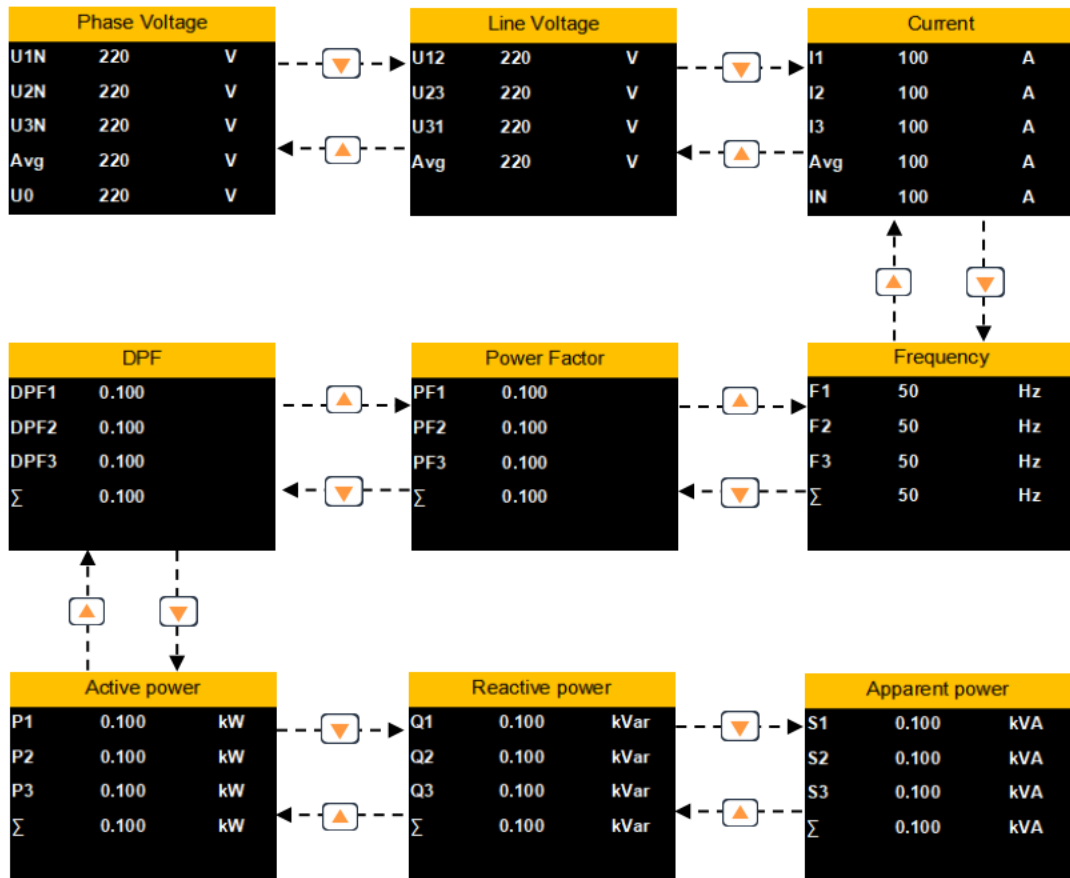 Phase Voltage
U1N 220 V
U2N 220 V
U3N 220 V
Avg 220 V
U0 220 V
Line Voltage
U12 220 V
U23 220 V
U31 220 V
Avg 220 V
Current
I1 100 A
I2 100 A
I3 100 A
Avg 100 A
IN 100 A
DPF
DPF1 0.100
DPF2 0.100
DPF3 0.100
∑ 0.100
Power Factor
PF1 0.100
PF2 0.100
PF3 0.100
∑ 0.100
Frequency
F1 50 Hz
F2 50 Hz
F3 50 Hz
∑ 50 Hz
Active power
P1 0.100 kW
P2 0.100 kW
P3 0.100 kW
∑ 0.100 kW
Reactive power
Q1 0.100 kVar
Q2 0.100 kVar
Q3 0.100 kVar
∑ 0.100 kVar
Apparent power
S1 0.100 kVA
S2 0.100 kVA
S3 0.100 kVA
∑ 0.100 kVA